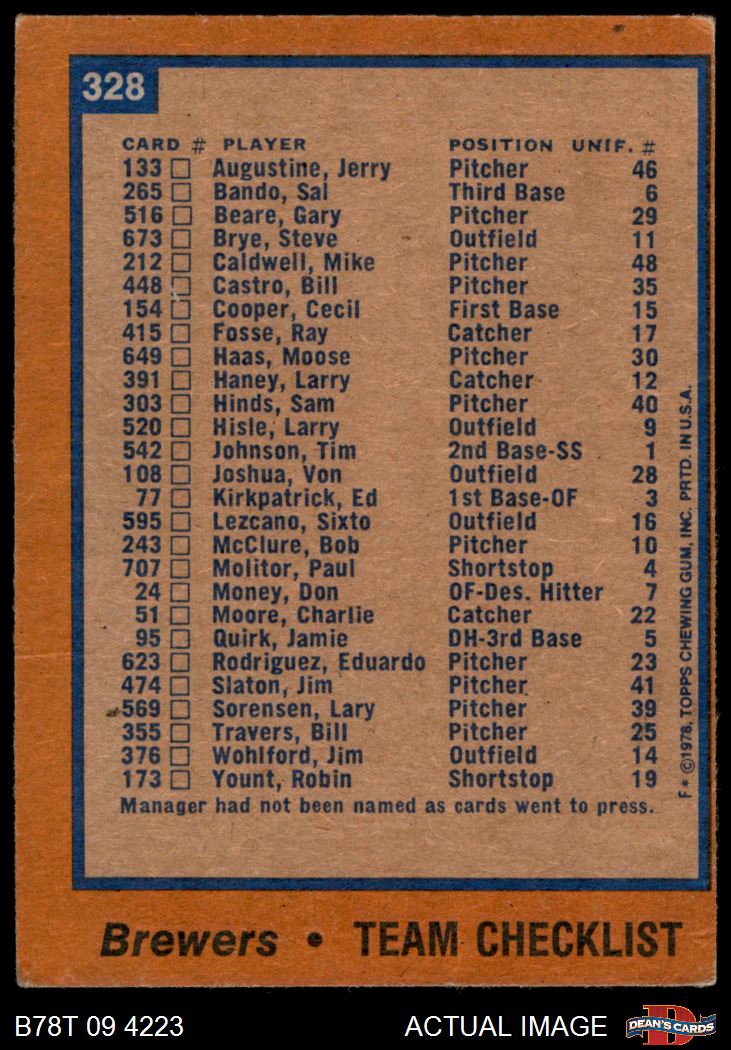 328
CARD # PLAYER POSITION UNIF. #
133 Augustine, Jerry Pitcher 46
265 Bando, Sal Third Base 6
516 Beare, Gary Pitcher 29
673 Brye, Steve Outfield 11
212 Caldwell, Mike Pitcher 48
448 Castro, Bill Pitcher 35
154 Cooper, Cecil First Base 15
415 Fosse, Ray Catcher 17
649 Haas, Moose Pitcher 30
391 Haney, Larry Catcher 12
303 Hinds, Sam Pitcher 40
520 Hisle, Larry Outfield 9
542 Johnson, Tim 2nd Base-SS 1
108 Joshua, Von Outfield 28
77 Kirkpatrick, Ed 1st Base-OF 3
595 Lezcano, Sixto Outfield 16
243 McClure, Bob Pitcher 10
707 Molitor, Paul Shortstop 4
24 Money, Don OF-Des. Hitter 7
51 Moore, Charlie Catcher 22
95 Quirk, Jamie DH-3rd Base 5
623 Rodriguez, Eduardo Pitcher 23
474 Slaton, Jim Pitcher 41
569 Sorensen, Lary Pitcher 39
355 Travers, Bill Pitcher 25
376 Wohlford, Jim Outfield 14
173 Yount, Robin Shortstop 19
Manager had not been named as cards went to press.
F* ©1978, TOPPS CHEWING GUM, INC. PRTD. IN U.S.A.
Brewers • TEAM CHECKLIST
B78T 09 4223 ACTUAL IMAGE
D
DEAN'S CARDS